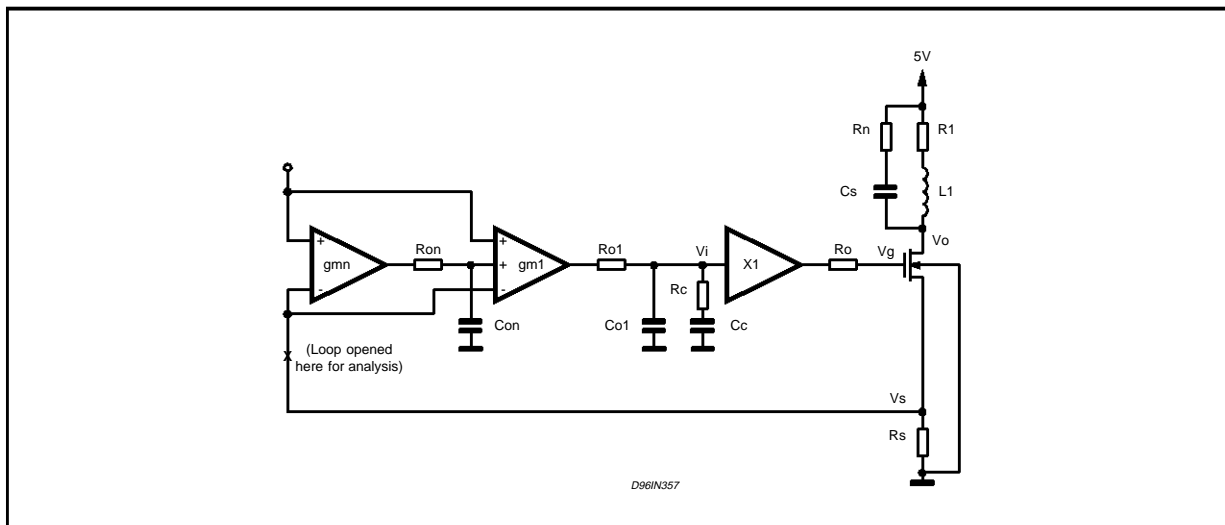 5V
Rn
R1
Cs
L1
+
-
gmn
Ron
+
+
-
gm1
Ro1
Vi
X1
Ro
Vg
Vo
Rc
Con
Co1
Cc
x
(Loop opened
here for analysis)
Vs
Rs
D96IN357